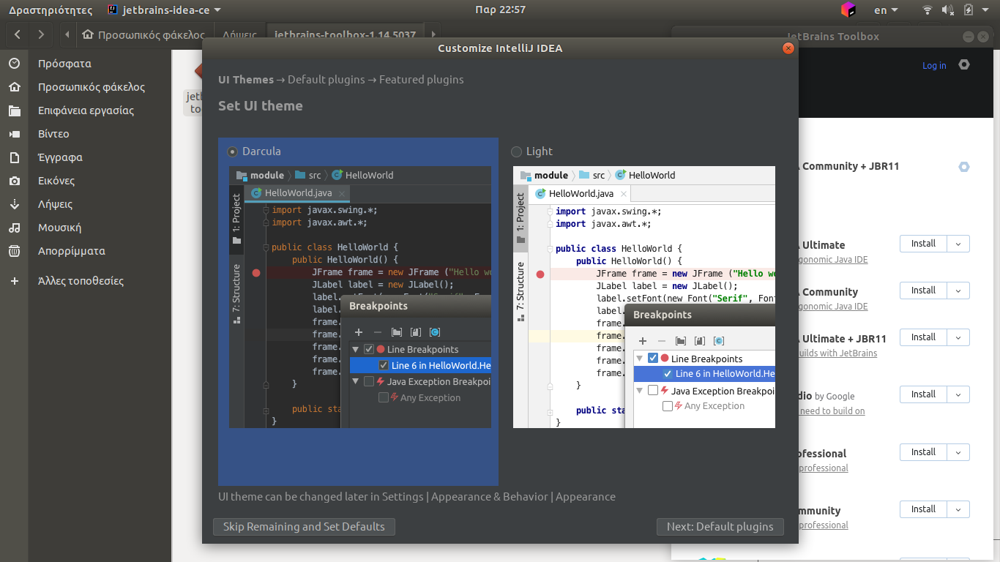 Δραστηριότητες jetbrains-idea-ce Παρ 22:57 en
Προσωπικός φάκελος Λήψεις jetbrains-toolbox-1.14.5037
JetBrains Toolbox
Πρόσφατα
Προσωπικός φάκελος
Επιφάνεια εργασίας
Βίντεο
Έγγραφα
Εικόνες
Λήψεις
Μουσική
Απορρίμματα
Άλλες τοποθεσίες
Customize IntelliJ IDEA
UI Themes → Default plugins → Featured plugins
Set UI theme
Darcula
module src HelloWorld
HelloWorld.java
1: Project
7: Structure
import javax.swing.*;
import javax.awt.*;
public class HelloWorld {
public HelloWorld() {
JFrame frame = new JFrame ("Hello wo
JLabel label = new JLabel();
label.
frame.
frame.
frame.
frame.
frame.
}
public sta
}
Breakpoints
Line Breakpoints
Line 6 in HelloWorld.He
Java Exception Breakpoi
Any Exception
Light
module src HelloWorld
HelloWorld.java
1: Project
7: Structure
import javax.swing.*;
import javax.awt.*;
public class HelloWorld {
public HelloWorld() {
JFrame frame = new JFrame ("Hello wo
JLabel label = new JLabel();
label.setFont(new Font("Serif", Font
label.
frame.
frame.
frame.
frame.
frame.
}
public sta
}
Breakpoints
Line Breakpoints
Line 6 in HelloWorld.He
Java Exception Breakpoi
Any Exception
UI theme can be changed later in Settings | Appearance & Behavior | Appearance
Skip Remaining and Set Defaults
Next: Default plugins
Log in
Community + JBR11
Ultimate
Install
rgonomic Java IDE
Community
Install
rgonomic Java IDE
Ultimate + JBR11
Install
uilds with JetBrains
dio by Google
Install
need to build on
ofessional
Install
professional
mmunity
Install
professional